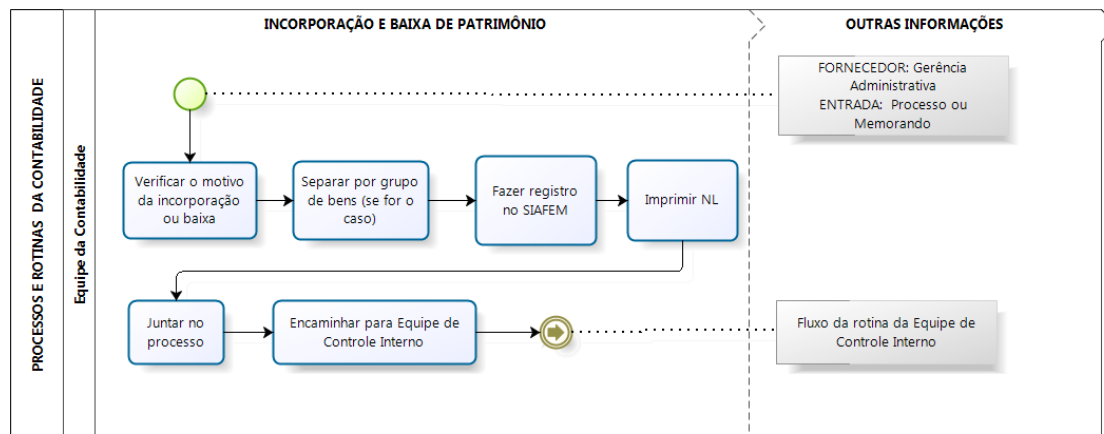 INCORPORAÇÃO E BAIXA DE PATRIMÔNIO
OUTRAS INFORMAÇÕES
PROCESSOS E ROTINAS DA CONTABILIDADE
Equipe da Contabilidade
FORNECEDOR: Gerência
Administrativa
ENTRADA: Processo ou
Memorando
Verificar o motivo
da incorporação
ou baixa
Separar por grupo
de bens (se for o
caso)
Fazer registro
no SIAFEM
Imprimir NL
Juntar no
processo
Encaminhar para Equipe de
Controle Interno
Fluxo da rotina da Equipe de
Controle Interno